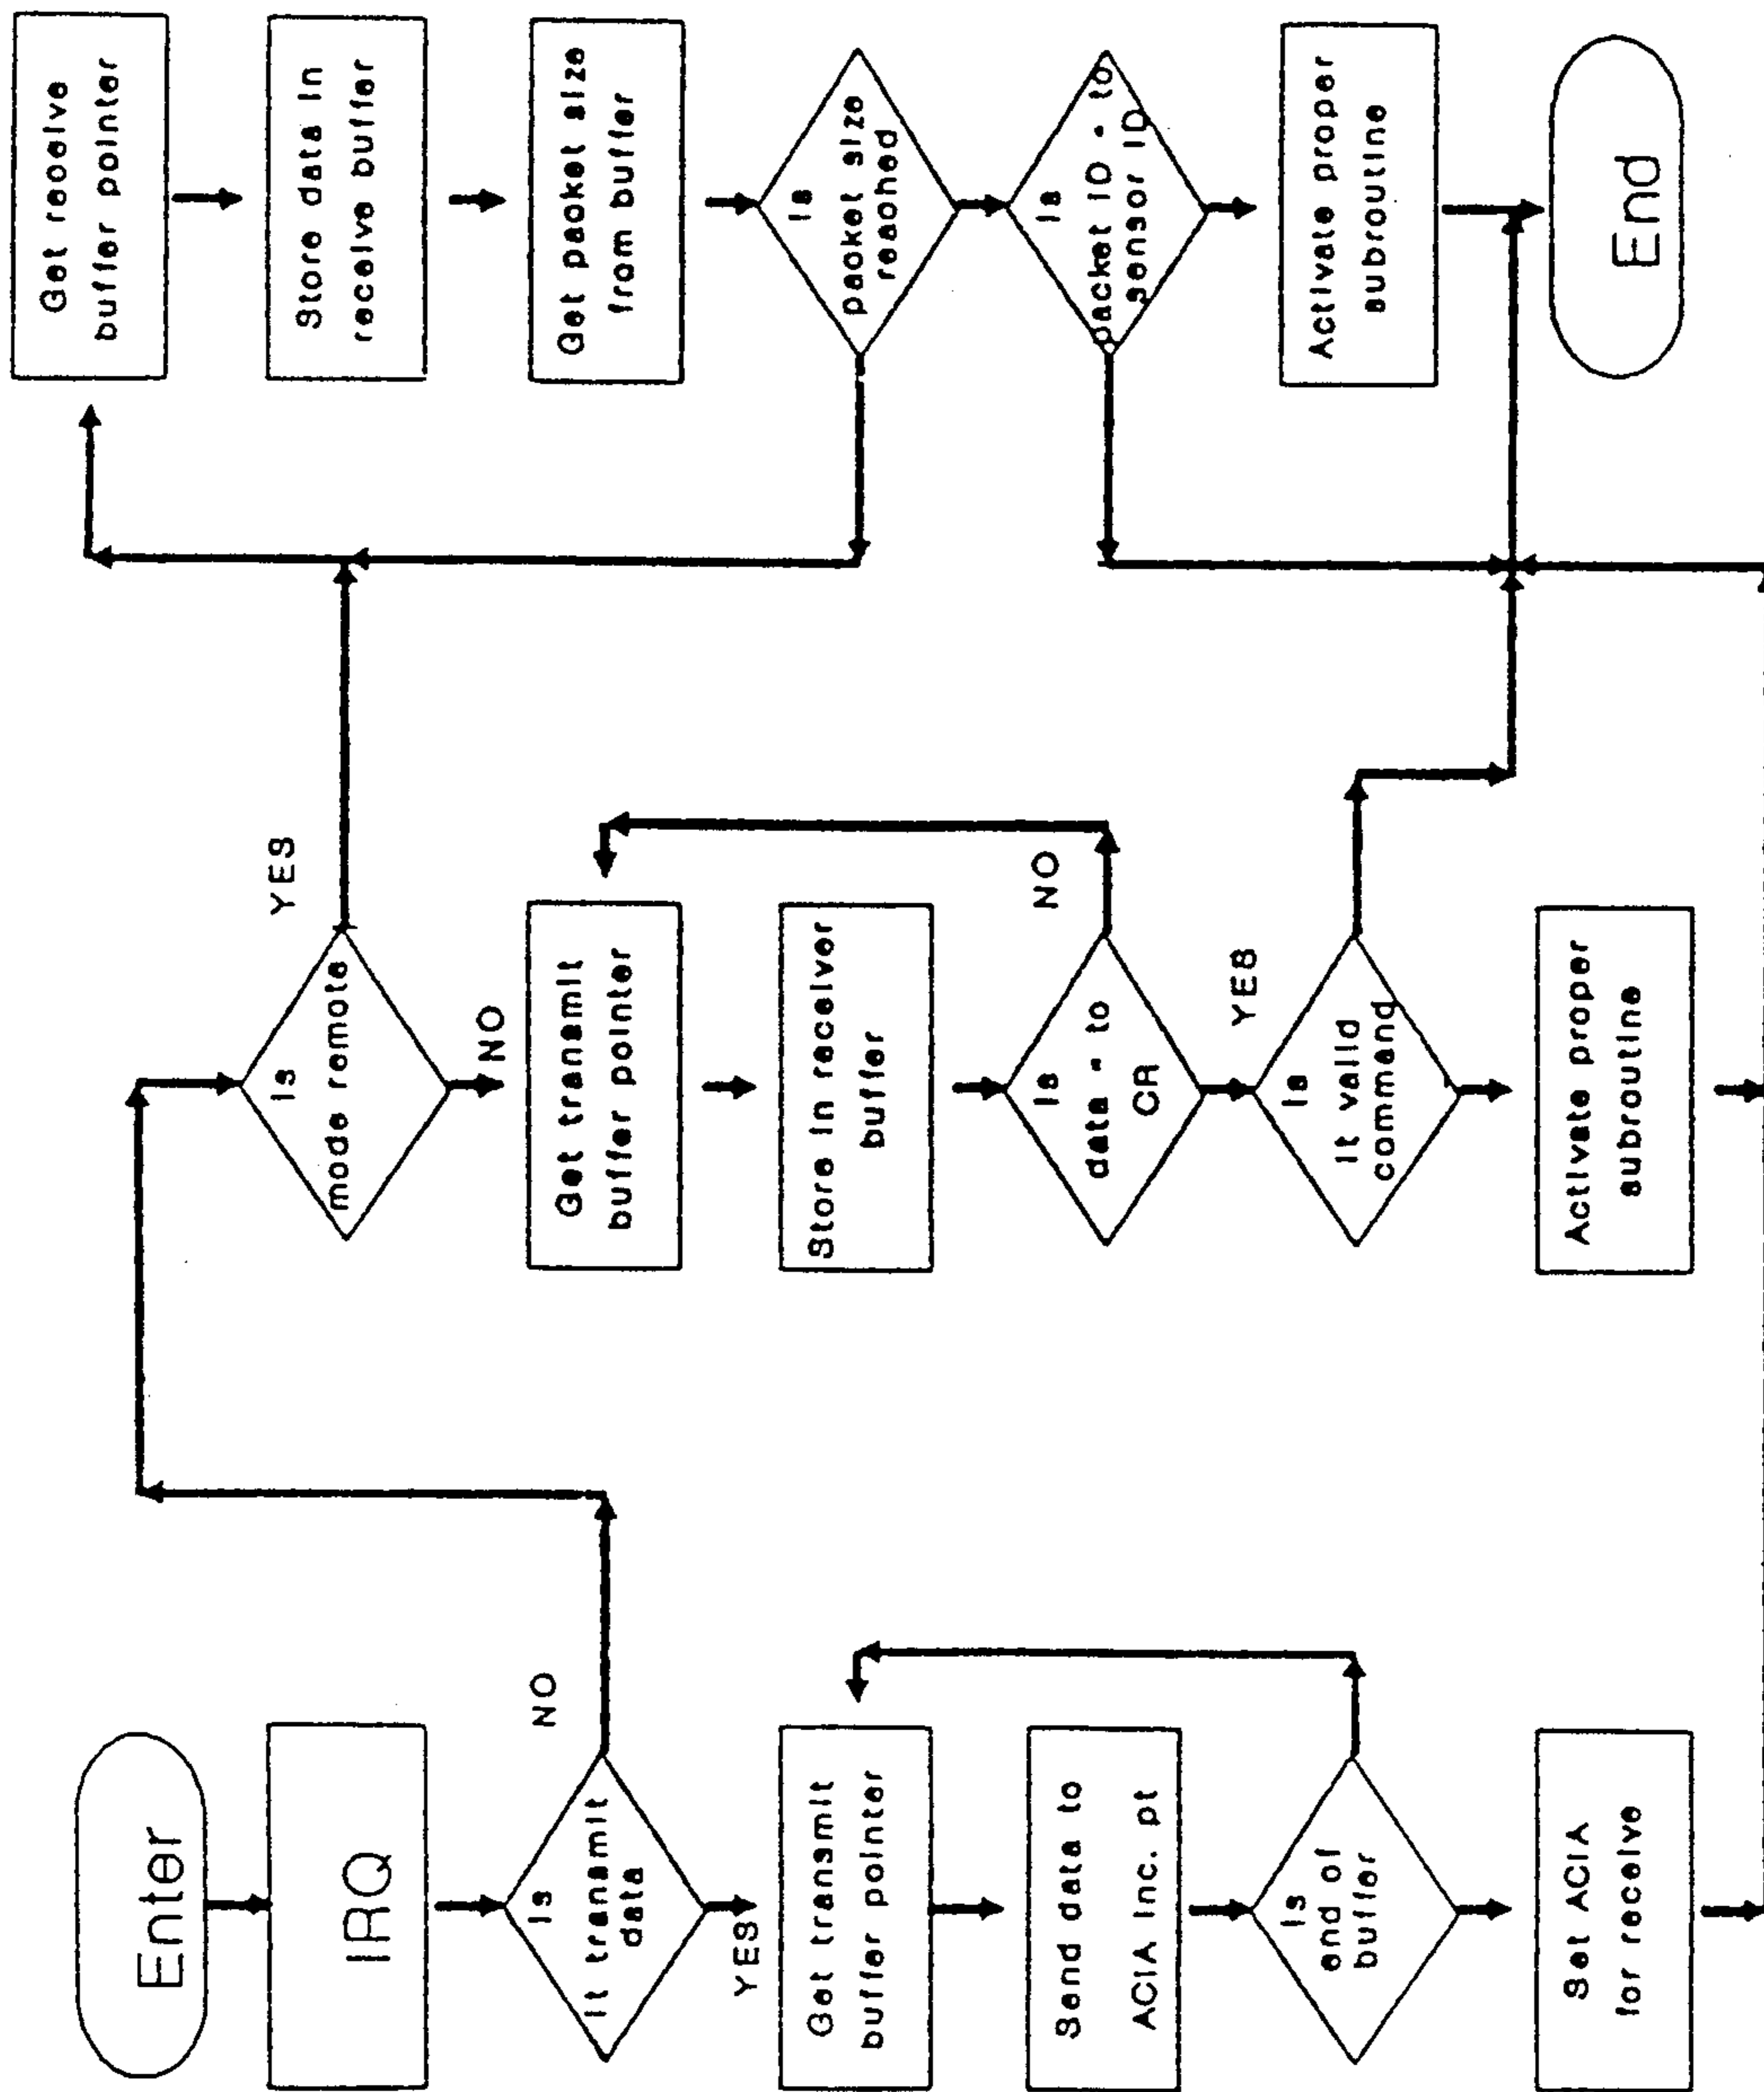 Enter
IRQ
Is
it transmit
data
NO
YES
Get transmit
buffer pointer
Send data to
ACIA Inc. pt
Is
end of
buffer
Set ACIA
for receive
Is
mode remote
YES
NO
Get transmit
buffer pointer
Store in receiver
buffer
Is
data = to
CR
NO
YES
Is
it valid
command
Activate proper
subroutine
Get receive
buffer pointer
Store data in
receive buffer
Get packet size
from buffer
Is
packet size
reached
Is
packet ID = to
sensor ID
Activate proper
subroutine
End